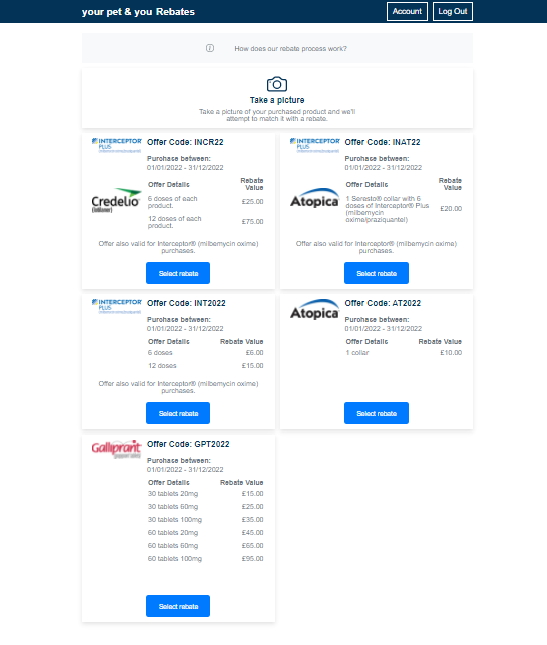 your pet & you Rebates
Account
Log Out
How does our rebate process work?
Take a picture
Take a picture of your purchased product and we'll
attempt to match it with a rebate.
INTERCEPTOR
PLUS
Credelio
(lotilaner)
Offer Code: INCR22
Purchase between:
01/01/2022 - 31/12/2022
Offer Details
Rebate
Value
6 doses of each
product.
£25.00
12 doses of each
product.
£75.00
Offer also valid for Interceptor® (milbemycin oxime)
purchases.
Select rebate
INTERCEPTOR
PLUS
Atopica
Offer Code: INAT22
Purchase between:
01/01/2022 - 31/12/2022
Offer Details
Rebate
Value
1 Seresto® collar with 6
doses of Interceptor® Plus
(milbemycin
oxime/praziquantel)
£20.00
Offer also valid for Interceptor® (milbemycin oxime)
purchases.
Select rebate
INTERCEPTOR
PLUS
Offer Code: INT2022
Purchase between:
01/01/2022 - 31/12/2022
Offer Details Rebate Value
6 doses £6.00
12 doses £15.00
Offer also valid for Interceptor® (milbemycin oxime)
purchases.
Select rebate
Atopica
Offer Code: AT2022
Purchase between:
01/01/2022 - 31/12/2022
Offer Details Rebate Value
1 collar £10.00
Select rebate
Galliprant
Offer Code: GPT2022
Purchase between:
01/01/2022 - 31/12/2022
Offer Details Rebate Value
30 tablets 20mg £15.00
30 tablets 60mg £25.00
30 tablets 100mg £35.00
60 tablets 20mg £45.00
60 tablets 60mg £65.00
60 tablets 100mg £95.00
Select rebate